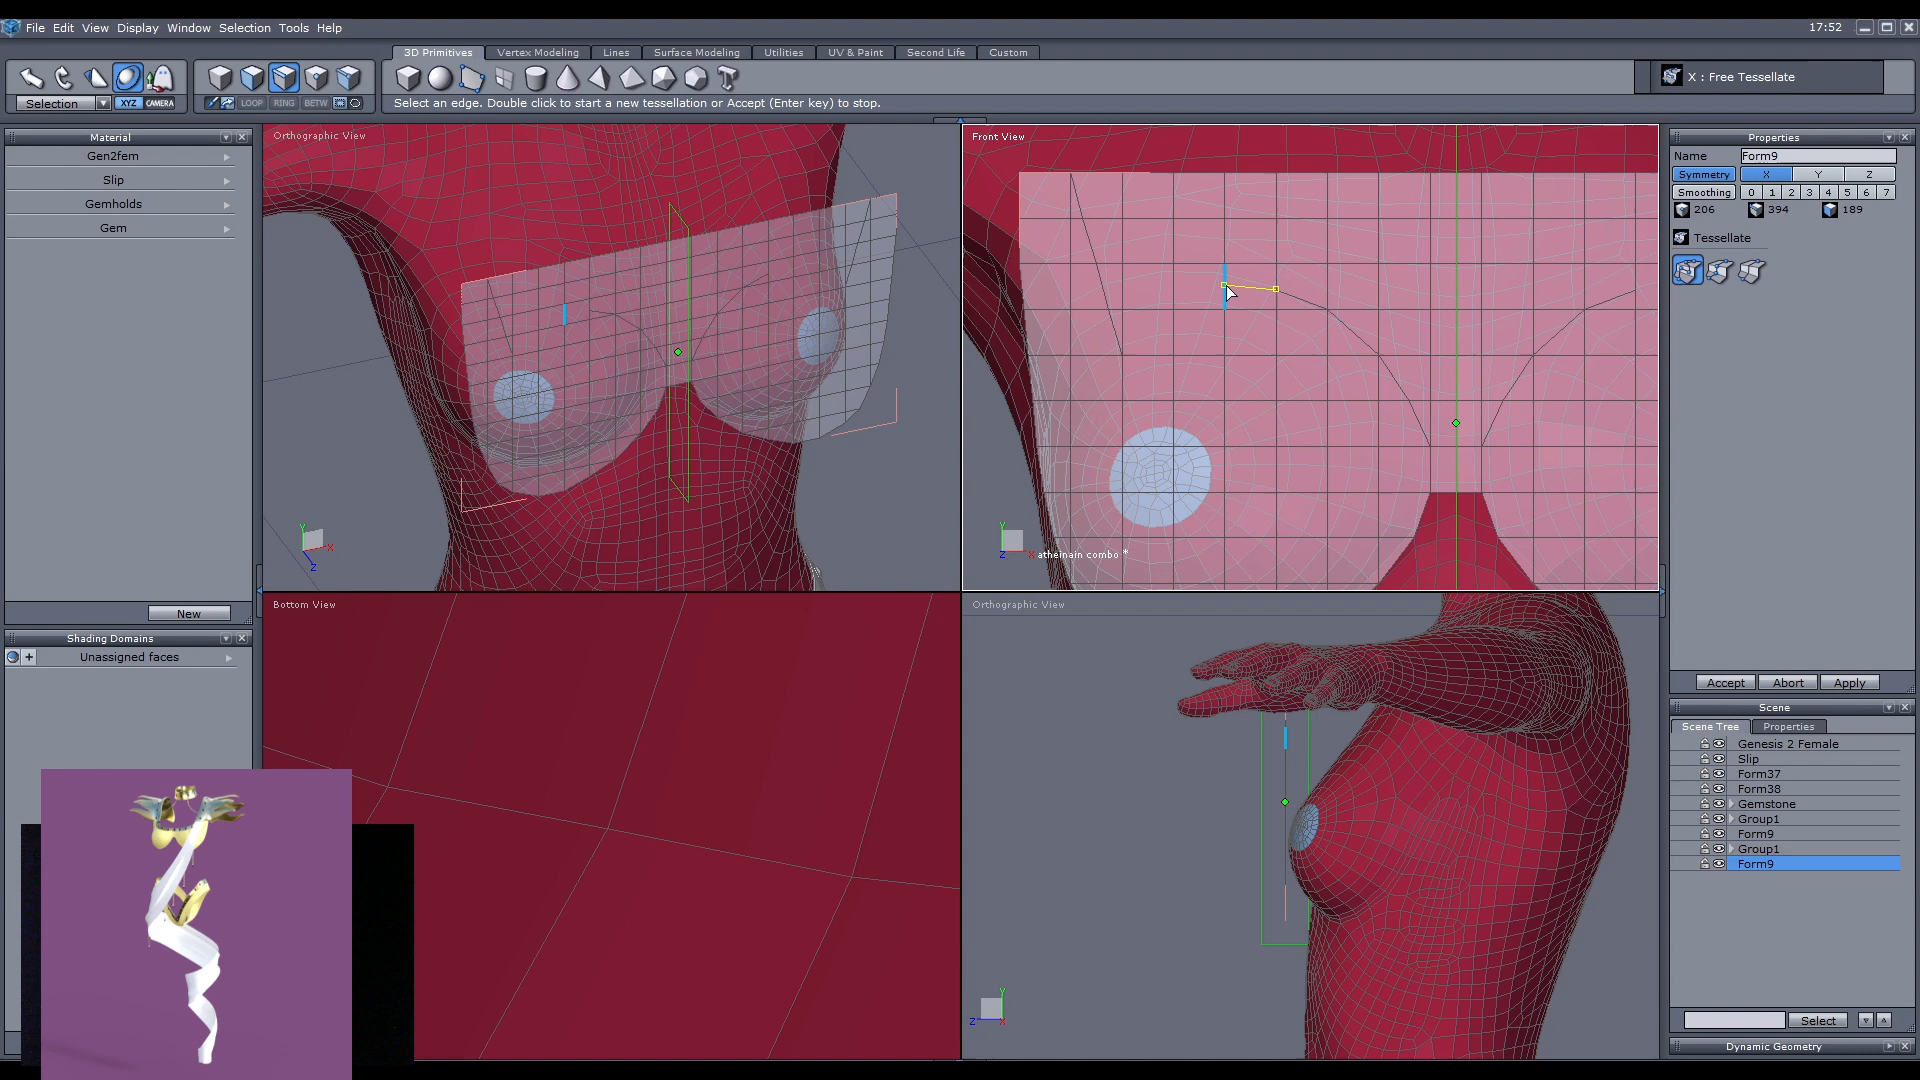 File Edit View Display Window Selection Tools Help
17:52
3D Primitives Vertex Modeling Lines Surface Modeling Utilities UV & Paint Second Life Custom
X : Free Tessellate
Selection XYZ CAMERA LOOP RING BETW
Select an edge. Double click to start a new tessellation or Accept (Enter key) to stop.
Material
Gen2fem
Slip
Gemholds
Gem
New
Shading Domains
Unassigned faces
Orthographic View
Y
X
Z
Front View
Y
Z X
atheinain combo *
Bottom View
Orthographic View
Y
Z X
Properties
Name Form9
Symmetry X Y Z
Smoothing 0 1 2 3 4 5 6 7
206 394 189
Tessellate
Accept Abort Apply
Scene
Scene Tree Properties
Genesis 2 Female
Slip
Form37
Form38
Gemstone
Group1
Form9
Group1
Form9
Select
Dynamic Geometry